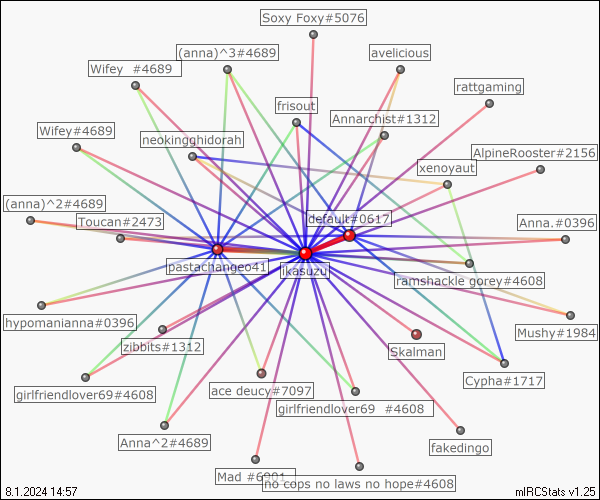 Soxy Foxy#5076
(anna)^3#4689
avelicious
Wifey  #4689
rattgaming
frisout
Annarchist#1312
Wifey#4689
neokingghidorah
AlpineRooster#2156
xenoyaut
(anna)^2#4689
Toucan#2473
default#0617
Anna.#0396
pastachangeo41
jkasuzu
ramshackle gorey#4608
hypomanianna#0396
Mushy#1984
zibbits#1312
Skalman
Cypha#1717
girlfriendlover69#4608
ace deucy#7097
girlfriendlover69  #4608
Anna^2#4689
fakedingo
Mad #6901
no cops no laws no hope#4608
8.1.2024 14:57
mIRCStats v1.25